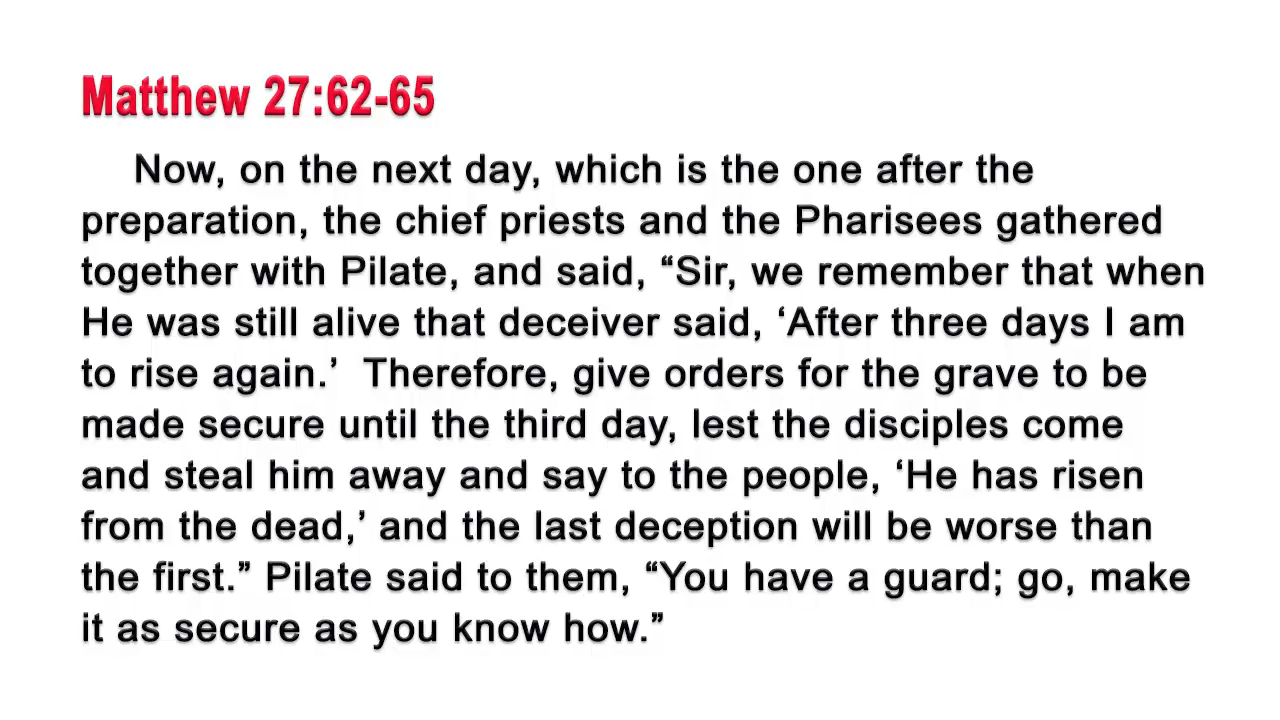 Matthew 27:62-65
Now, on the next day, which is the one after the
preparation, the chief priests and the Pharisees gathered
together with Pilate, and said, “Sir, we remember that when
He was still alive that deceiver said, ‘After three days I am
to rise again.’  Therefore, give orders for the grave to be
made secure until the third day, lest the disciples come
and steal him away and say to the people, ‘He has risen
from the dead,’ and the last deception will be worse than
the first.” Pilate said to them, “You have a guard; go, make
it as secure as you know how.”